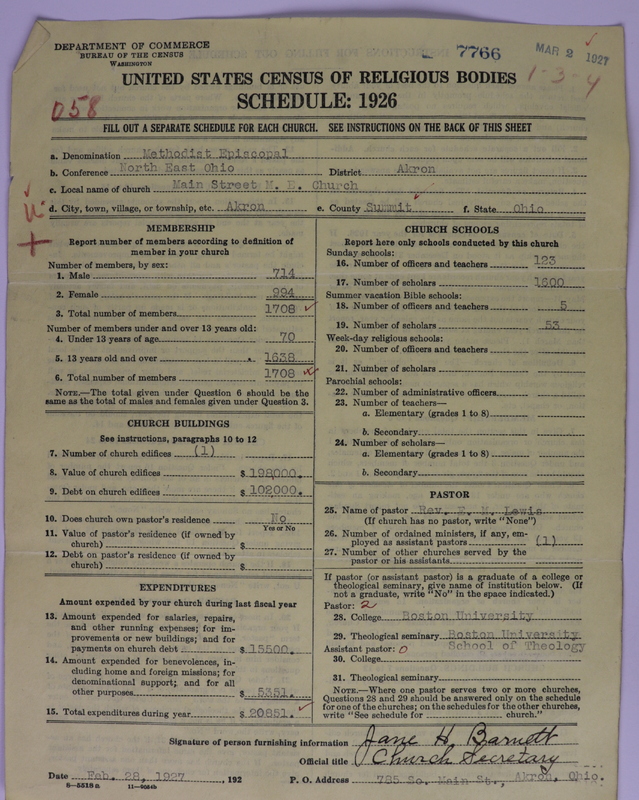 DEPARTMENT OF COMMERCE
BUREAU OF THE CENSUS
WASHINGTON
7766
MAR 2 1927
1-3-4
UNITED STATES CENSUS OF RELIGIOUS BODIES
058
SCHEDULE: 1926
FILL OUT A SEPARATE SCHEDULE FOR EACH CHURCH. SEE INSTRUCTIONS ON THE BACK OF THIS SHEET
a. Denomination Methodist Episcopal
b. Conference North East Ohio District Akron
c. Local name of church Main Street M. E. Church
d. City, town, village, or township, etc. Akron e. County Summit f. State Ohio
MEMBERSHIP
Report number of members according to definition of
member in your church
Number of members, by sex:
1. Male 714
2. Female 994
3. Total number of members 1708
Number of members under and over 13 years old:
4. Under 13 years of age 70
5. 13 years old and over 1638
6. Total number of members 1708
NOTE.—The total given under Question 6 should be the
same as the total of males and females given under Question 3.
CHURCH BUILDINGS
See instructions, paragraphs 10 to 12
7. Number of church edifices (1)
8. Value of church edifices $ 198000.
9. Debt on church edifices $ 102000.
10. Does church own pastor's residence No
Yes or No
11. Value of pastor's residence (if owned by
church) $
12. Debt on pastor's residence (if owned by
church) $
EXPENDITURES
Amount expended by your church during last fiscal year
13. Amount expended for salaries, repairs,
and other running expenses; for im-
provements or new buildings; and for
payments on church debt $ 15500.
14. Amount expended for benevolences, in-
cluding home and foreign missions; for
denominational support; and for all
other purposes $ 5351.
15. Total expenditures during year $ 20851.
CHURCH SCHOOLS
Report here only schools conducted by this church
Sunday schools:
16. Number of officers and teachers 123
17. Number of scholars 1600
Summer vacation Bible schools:
18. Number of officers and teachers 5
19. Number of scholars 53
Week-day religious schools:
20. Number of officers and teachers
21. Number of scholars
Parochial schools:
22. Number of administrative officers
23. Number of teachers—
a. Elementary (grades 1 to 8)
b. Secondary
24. Number of scholars—
a. Elementary (grades 1 to 8)
b. Secondary
PASTOR
25. Name of pastor Rev. E. M. Lewis
(If church has no pastor, write "None")
26. Number of ordained ministers, if any, em-
ployed as assistant pastors (1)
27. Number of other churches served by the
pastor or his assistants
If pastor (or assistant pastor) is a graduate of a college or
theological seminary, give name of institution below. (If
not a graduate, write "No" in the space indicated.)
Pastor: 2
28. College Boston University
29. Theological seminary Boston University
Assistant pastor: 0 School of Theology
30. College
31. Theological seminary
NOTE.—Where one pastor serves two or more churches,
Questions 28 and 29 should be answered only on the schedule
for one of the churches; on the schedules for the other churches,
write "See schedule for church."
Signature of person furnishing information Jane H Barnett
Official title Church Secretary
Date Feb. 28, 1927, 192 P. O. Address 785 So. Main St., Akron, Ohio.